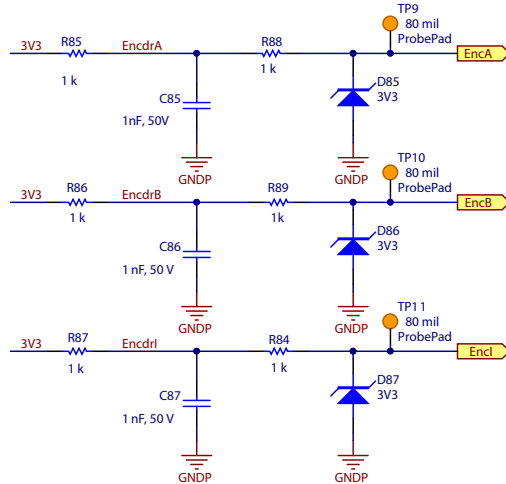 TP9
80 mil
ProbePad
3V3
R85
EncdrA
R88
EncA
1 k
1 k
C85
1nF, 50V
D85
3V3
GNDP
GNDP
TP10
80 mil
ProbePad
3V3
R86
EncdrB
R89
EncB
1 k
1k
C86
1 nF, 50 V
D86
3V3
GNDP
GNDP
TP11
80 mil
ProbePad
3V3
R87
EncdrI
R84
EncI
1 k
1 k
C87
1 nF, 50 V
D87
3V3
GNDP
GNDP